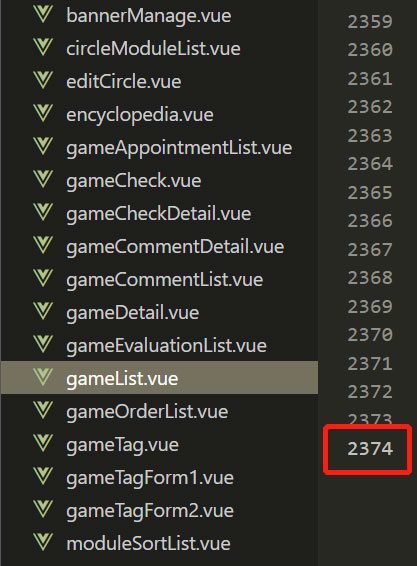 bannerManage.vue
circleModuleList.vue
editCircle.vue
encyclopedia.vue
gameAppointmentList.vue
gameCheck.vue
gameCheckDetail.vue
gameCommentDetail.vue
gameCommentList.vue
gameDetail.vue
gameEvaluationList.vue
gameList.vue
gameOrderList.vue
gameTag.vue
gameTagForm1.vue
gameTagForm2.vue
moduleSortList.vue
2359
2360
2361
2362
2363
2364
2365
2366
2367
2368
2369
2370
2371
2372
2373
2374